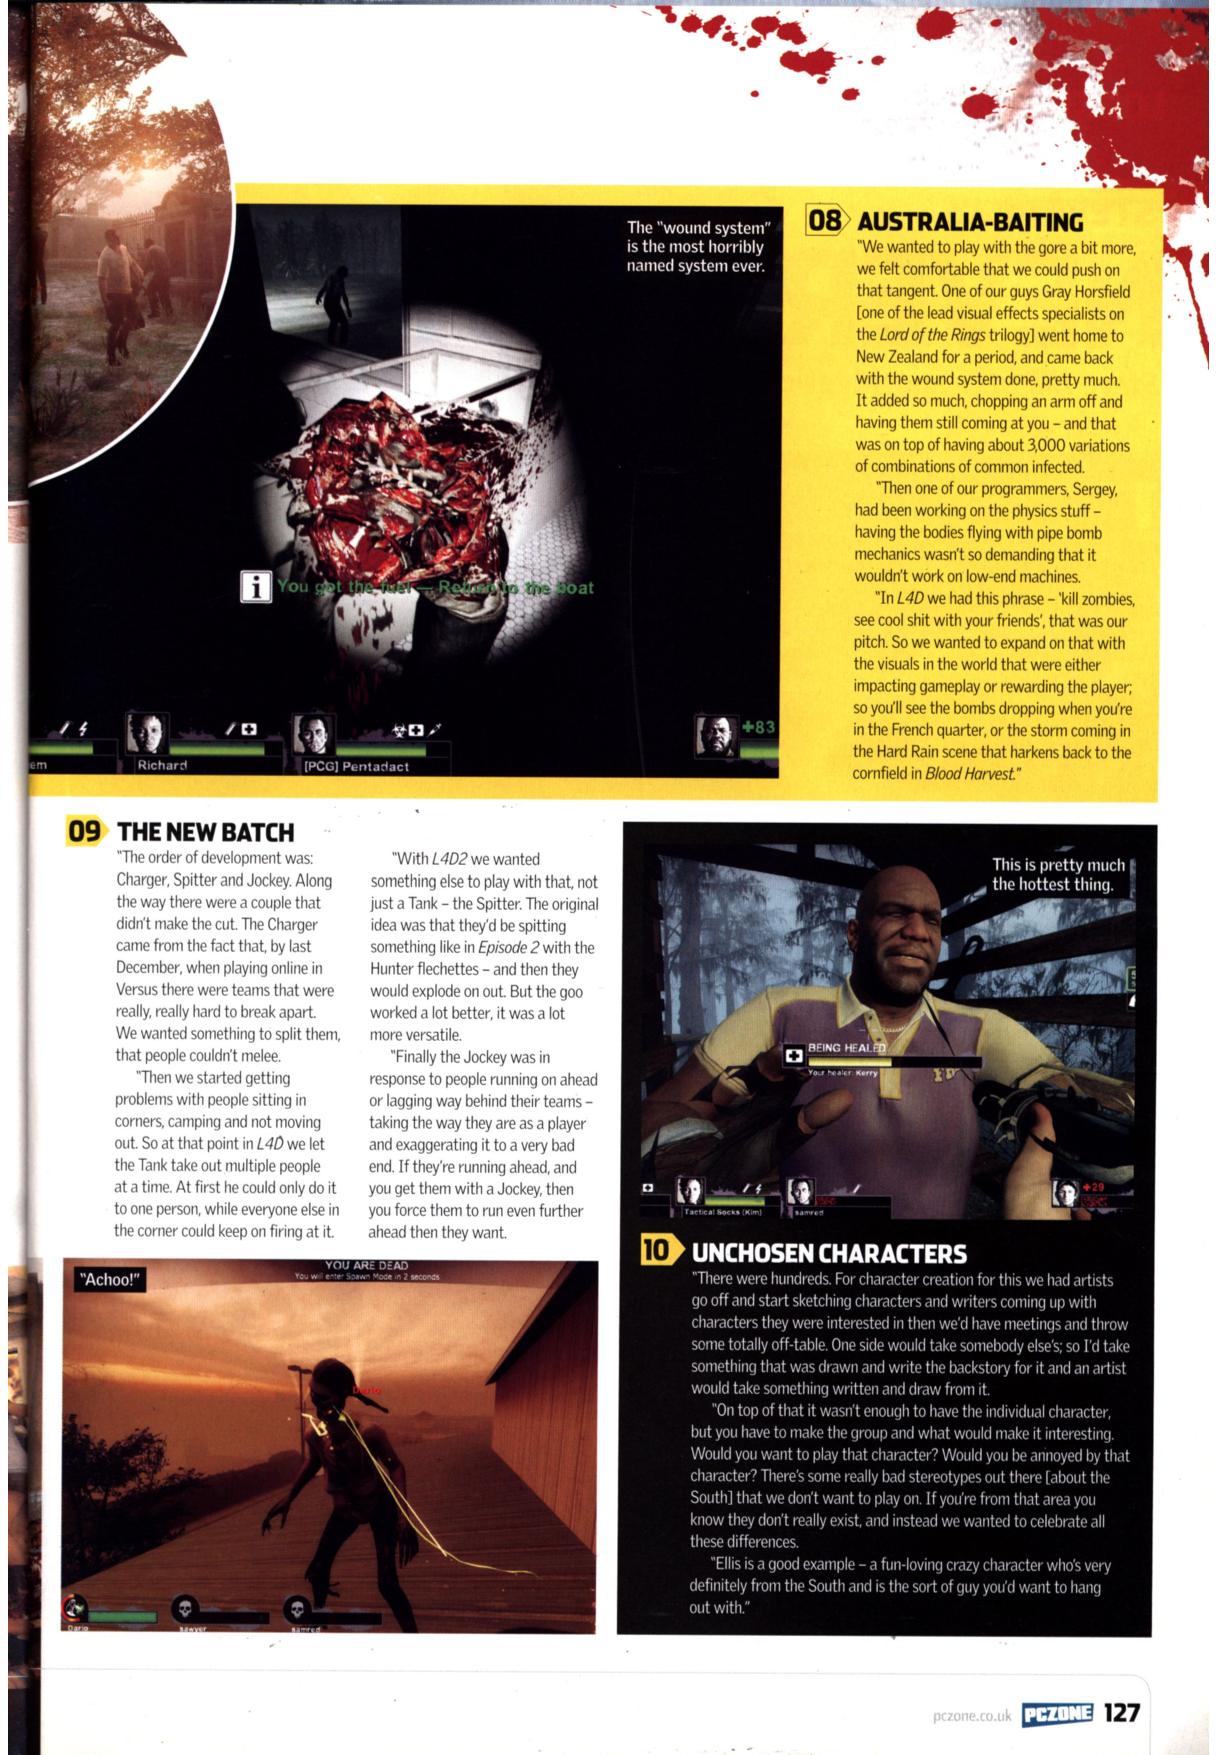 The "wound system"
is the most horribly
named system ever.
You got the fuel — Return to the boat
em
Richard
[PCG] Pentadact
+83
08 AUSTRALIA-BAITING
"We wanted to play with the gore a bit more,
we felt comfortable that we could push on
that tangent. One of our guys Gray Horsfield
[one of the lead visual effects specialists on
the Lord of the Rings trilogy] went home to
New Zealand for a period, and came back
with the wound system done, pretty much.
It added so much, chopping an arm off and
having them still coming at you – and that
was on top of having about 3,000 variations
of combinations of common infected.
"Then one of our programmers, Sergey,
had been working on the physics stuff –
having the bodies flying with pipe bomb
mechanics wasn't so demanding that it
wouldn't work on low-end machines.
"In L4D we had this phrase – 'kill zombies,
see cool shit with your friends', that was our
pitch. So we wanted to expand on that with
the visuals in the world that were either
impacting gameplay or rewarding the player;
so you'll see the bombs dropping when you're
in the French quarter, or the storm coming in
the Hard Rain scene that harkens back to the
cornfield in Blood Harvest."
09 THE NEW BATCH
"The order of development was:
Charger, Spitter and Jockey. Along
the way there were a couple that
didn't make the cut. The Charger
came from the fact that, by last
December, when playing online in
Versus there were teams that were
really, really hard to break apart.
We wanted something to split them,
that people couldn't melee.
"Then we started getting
problems with people sitting in
corners, camping and not moving
out. So at that point in L4D we let
the Tank take out multiple people
at a time. At first he could only do it
to one person, while everyone else in
the corner could keep on firing at it.
"With L4D2 we wanted
something else to play with that, not
just a Tank – the Spitter. The original
idea was that they'd be spitting
something like in Episode 2 with the
Hunter flechettes – and then they
would explode on out. But the goo
worked a lot better, it was a lot
more versatile.
"Finally the Jockey was in
response to people running on ahead
or lagging way behind their teams –
taking the way they are as a player
and exaggerating it to a very bad
end. If they're running ahead, and
you get them with a Jockey, then
you force them to run even further
ahead then they want.
"Achoo!"
YOU ARE DEAD
You will enter Spawn Mode in 2 seconds
Dario
Dario
sawyer
samred
This is pretty much
the hottest thing.
BEING HEALED
Your healer: Kerry
Tactical Socks (Kim)
samred
+29
10 UNCHOSEN CHARACTERS
"There were hundreds. For character creation for this we had artists
go off and start sketching characters and writers coming up with
characters they were interested in then we'd have meetings and throw
some totally off-table. One side would take somebody else's; so I'd take
something that was drawn and write the backstory for it and an artist
would take something written and draw from it.
"On top of that it wasn't enough to have the individual character,
but you have to make the group and what would make it interesting.
Would you want to play that character? Would you be annoyed by that
character? There's some really bad stereotypes out there [about the
South] that we don't want to play on. If you're from that area you
know they don't really exist, and instead we wanted to celebrate all
these differences.
"Ellis is a good example – a fun-loving crazy character who's very
definitely from the South and is the sort of guy you'd want to hang
out with."
pczone.co.uk PCZONE 127